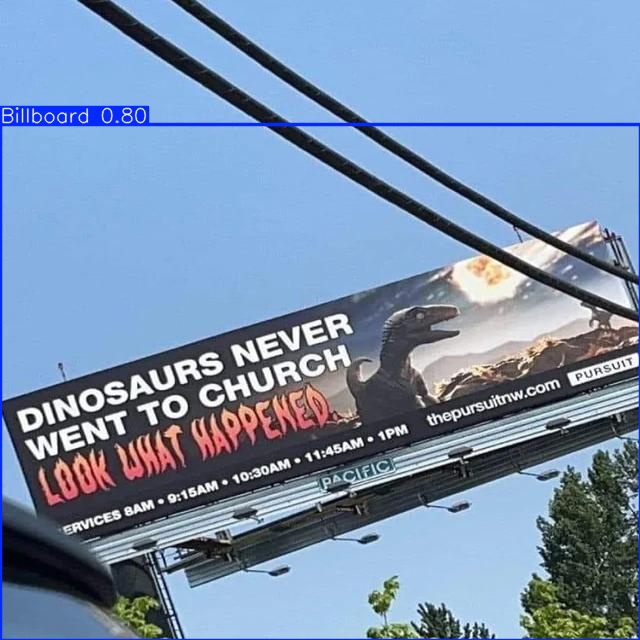 Billboard 0.80
DINOSAURS NEVER
WENT TO CHURCH
LOOK WHAT HAPPENED...
ERVICES 8AM • 9:15AM • 10:30AM • 11:45AM • 1PM
thepursuitnw.com PURSUIT
PACIFIC